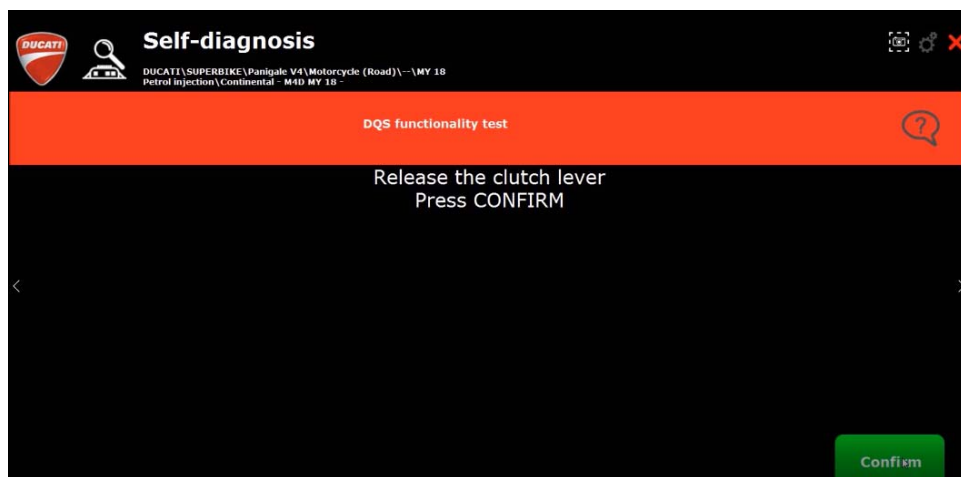 DUCATI
Self-diagnosis
DUCATI\SUPERBIKE\Panigale V4\Motorcycle (Road)\--\MY 18
Petrol injection\Continental - M4D MY 18 -
DQS functionality test
?
Release the clutch lever
Press CONFIRM
Confirm